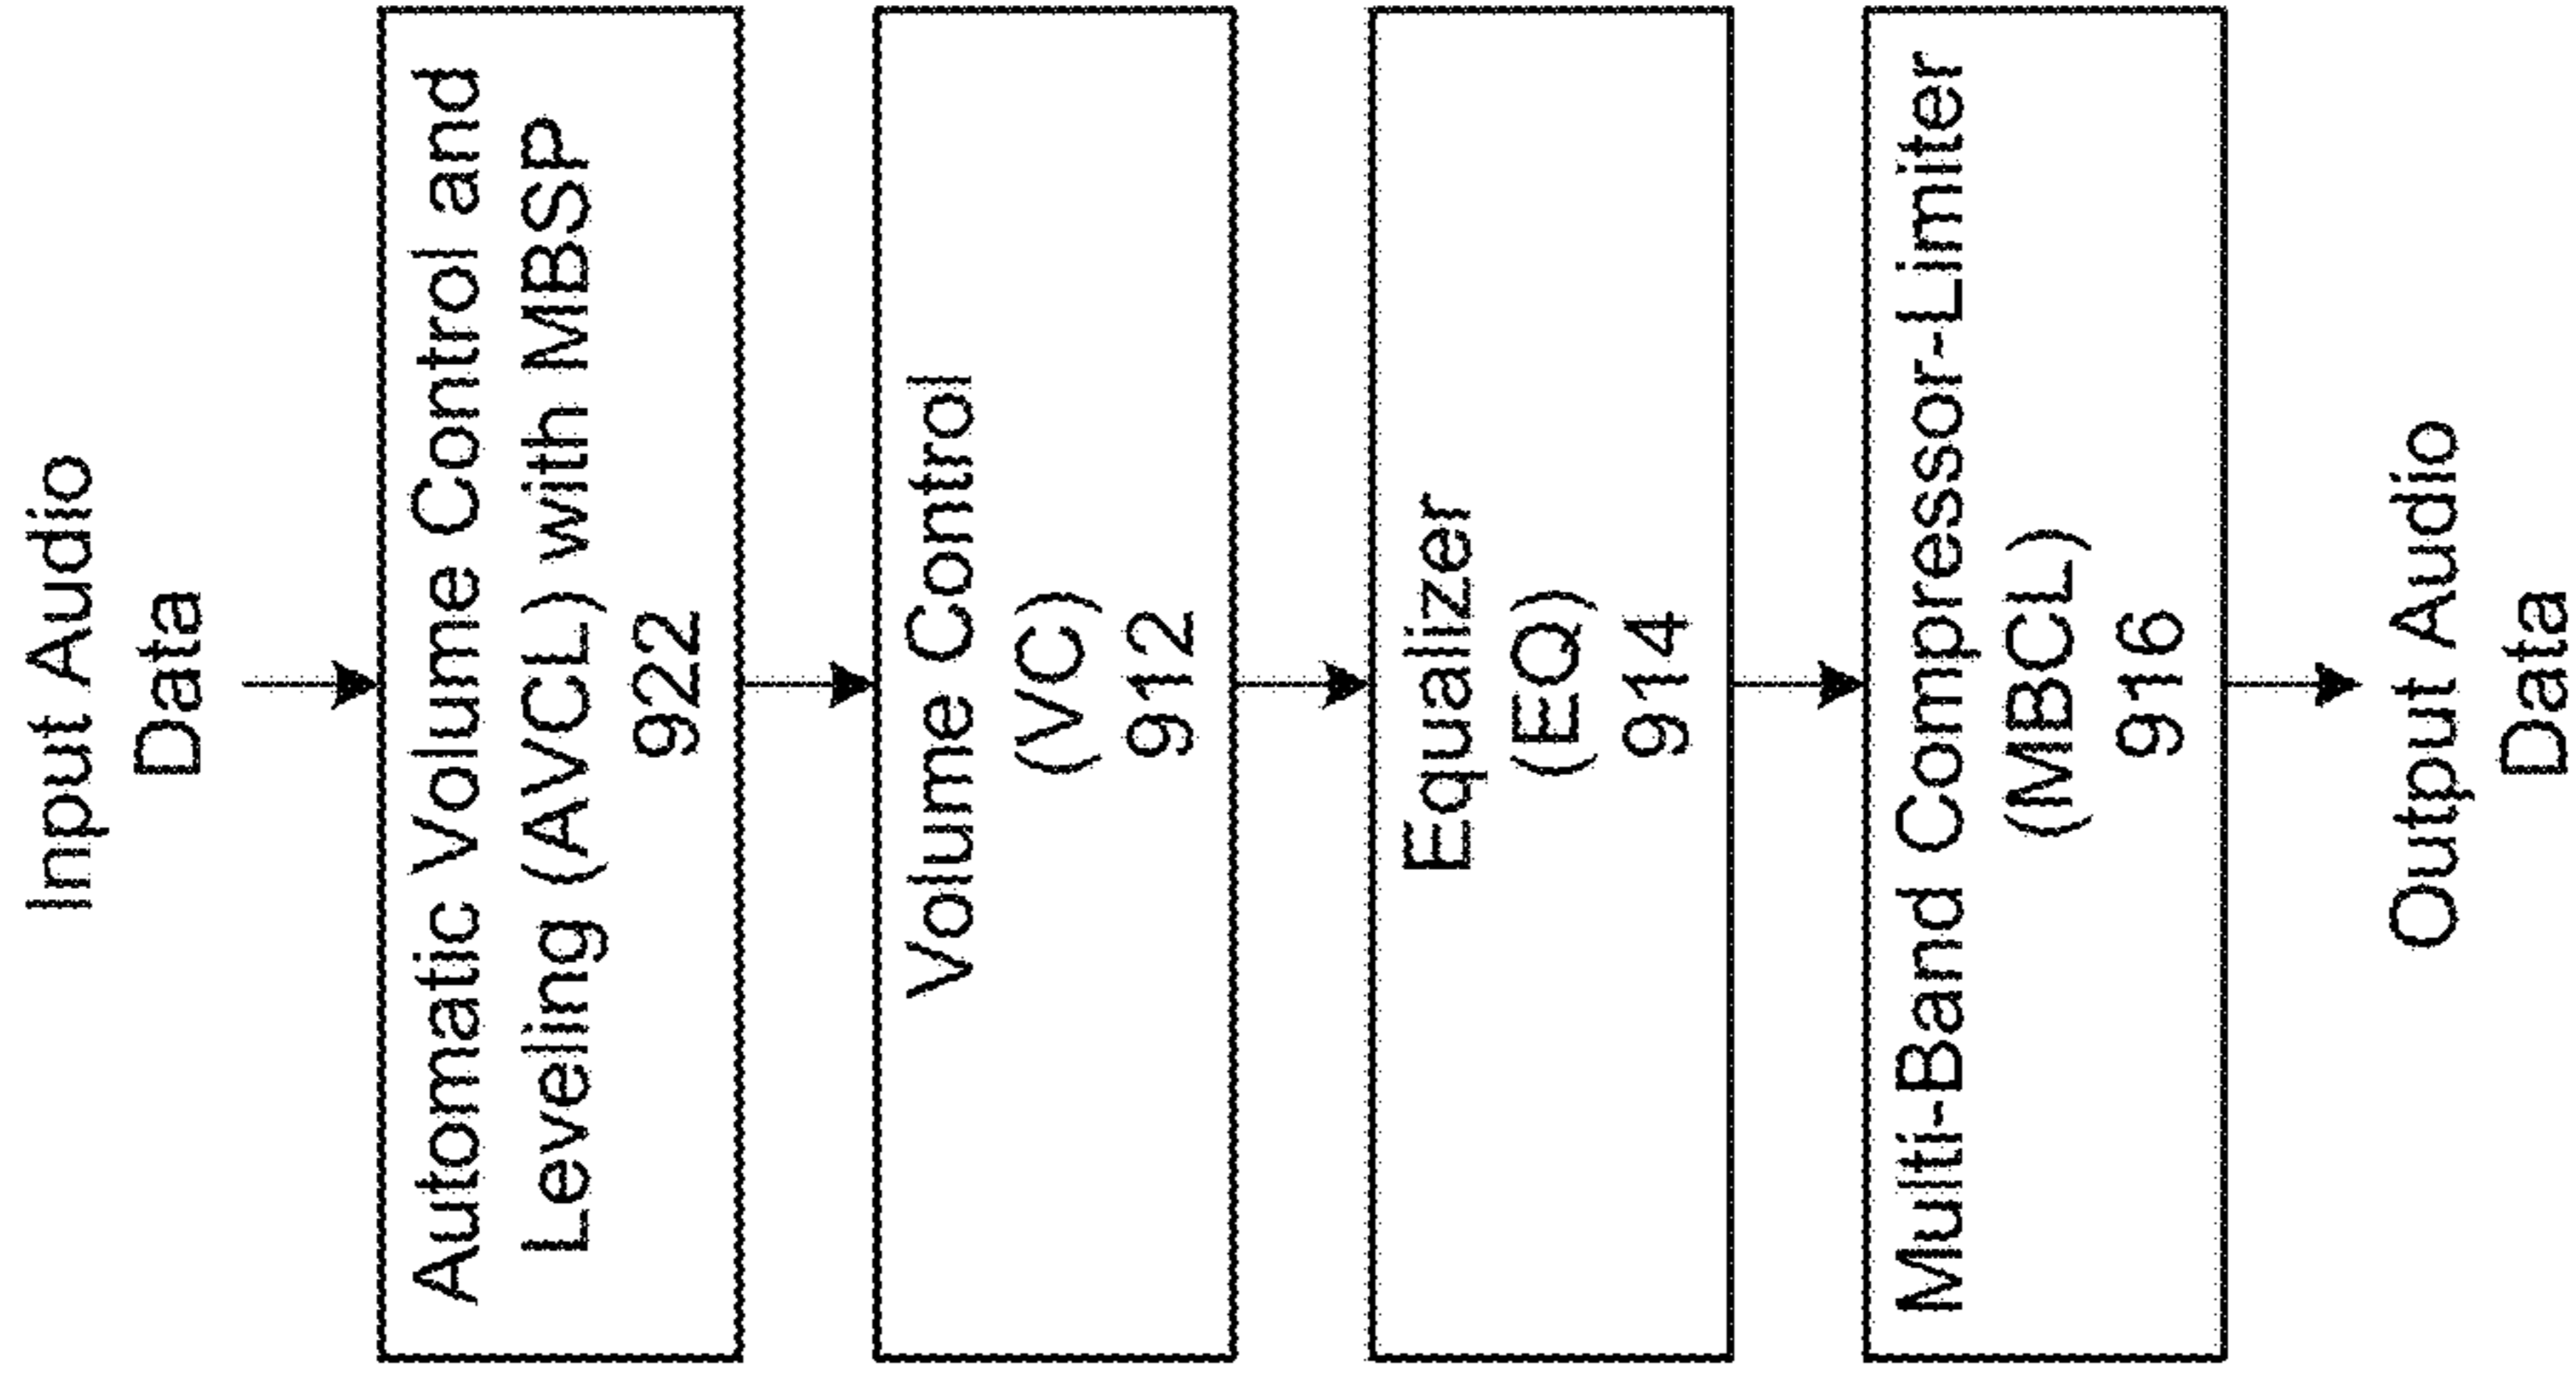 Input Audio
Data
Automatic Volume Control and
Leveling (AVCL) with MBSP
922
Volume Control
(VC)
912
Equalizer
(EQ)
914
Multi-Band Compressor-Limiter
(MBCL)
916
Output Audio
Data